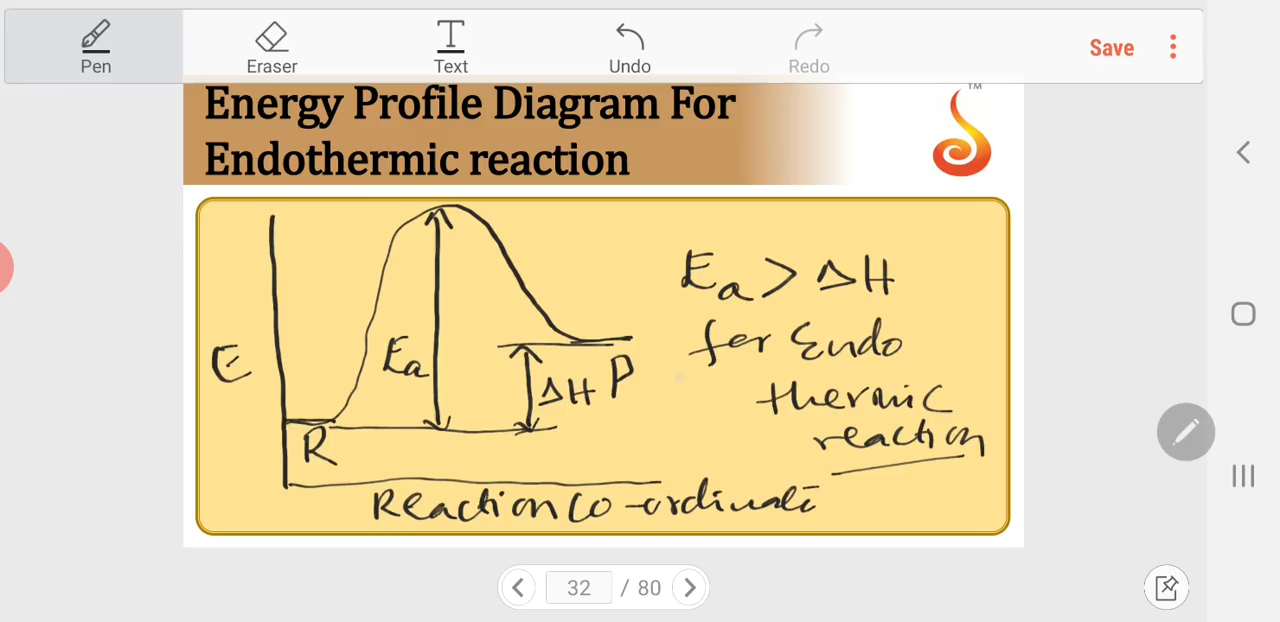 Pen
Eraser
Text
Undo
Redo
Save
Energy Profile Diagram For
Endothermic reaction
TM
E
Ea
ΔH
P
R
Reaction co-ordinate
Ea > ΔH
for Endo
thermic
reaction
32 / 80